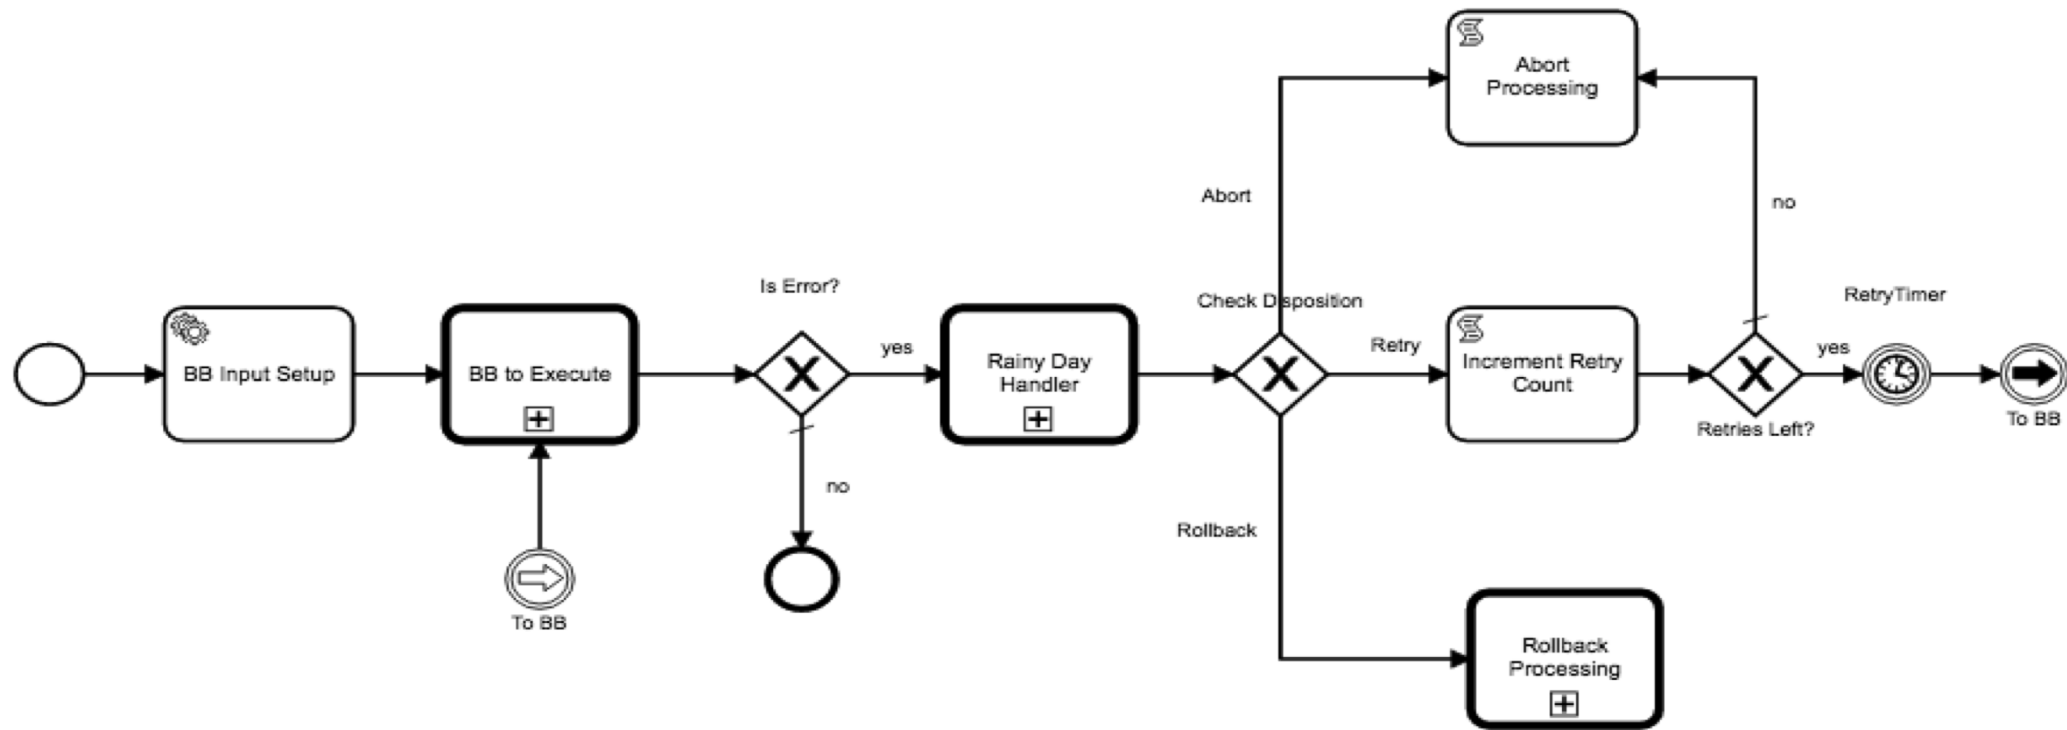 Abort
Processing
Abort
no
Is Error?
Check Disposition
RetryTimer
BB Input Setup
BB to Execute
yes
Rainy Day
Handler
Retry
Increment Retry
Count
yes
Retries Left?
To BB
no
Rollback
To BB
Rollback
Processing